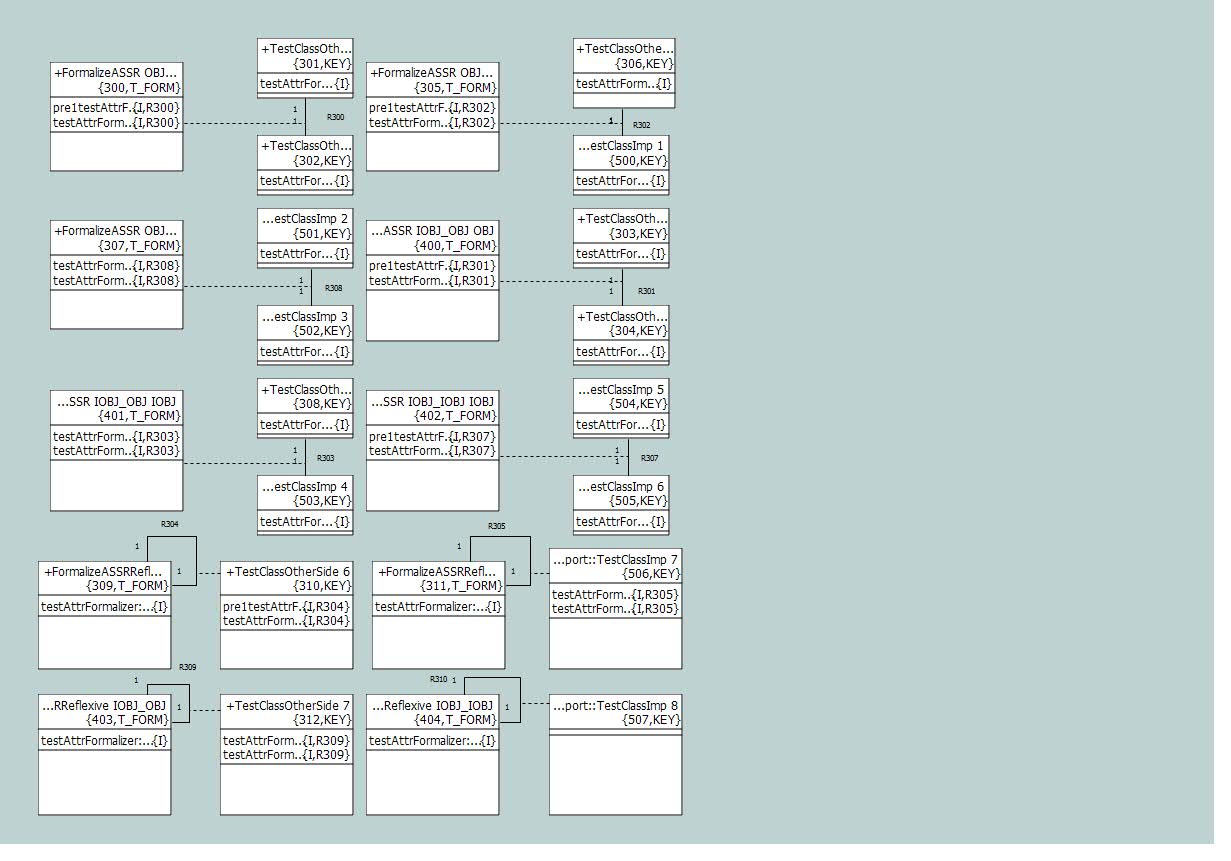 +FormalizeASSR OBJ...
{300,T_FORM}
pre1testAttrF..{I,R300}
testAttrForm...{I,R300}
+TestClassOth...
{301,KEY}
testAttrFor...{I}
1
1
R300
+TestClassOth...
{302,KEY}
testAttrFor...{I}
+FormalizeASSR OBJ...
{305,T_FORM}
pre1testAttrF..{I,R302}
testAttrForm...{I,R302}
+TestClassOthe...
{306,KEY}
testAttrForm...{I}
1
R302
...estClassImp 1
{500,KEY}
testAttrFor...{I}
+FormalizeASSR OBJ...
{307,T_FORM}
testAttrForm...{I,R308}
testAttrForm...{I,R308}
...estClassImp 2
{501,KEY}
testAttrFor...{I}
1
1
R308
...estClassImp 3
{502,KEY}
testAttrFor...{I}
...ASSR IOBJ_OBJ OBJ
{400,T_FORM}
pre1testAttrF..{I,R301}
testAttrForm...{I,R301}
+TestClassOth...
{303,KEY}
testAttrFor...{I}
1
1
R301
+TestClassOth...
{304,KEY}
testAttrFor...{I}
...SSR IOBJ_OBJ IOBJ
{401,T_FORM}
testAttrForm...{I,R303}
testAttrForm...{I,R303}
+TestClassOth...
{308,KEY}
testAttrFor...{I}
1
1
R303
...estClassImp 4
{503,KEY}
testAttrFor...{I}
...SSR IOBJ_IOBJ IOBJ
{402,T_FORM}
pre1testAttrF..{I,R307}
testAttrForm...{I,R307}
...estClassImp 5
{504,KEY}
testAttrFor...{I}
1
1
R307
...estClassImp 6
{505,KEY}
testAttrFor...{I}
R304
1
1
+FormalizeASSRRefl...
{309,T_FORM}
testAttrFormalizer:...{I}
+TestClassOtherSide 6
{310,KEY}
pre1testAttrF..{I,R304}
testAttrForm...{I,R304}
R305
1
1
+FormalizeASSRRefl...
{311,T_FORM}
testAttrFormalizer:...{I}
...port::TestClassImp 7
{506,KEY}
testAttrForm...{I,R305}
testAttrForm...{I,R305}
R309
1
1
...RReflexive IOBJ_OBJ
{403,T_FORM}
testAttrFormalizer:...{I}
+TestClassOtherSide 7
{312,KEY}
testAttrForm...{I,R309}
testAttrForm...{I,R309}
R310
1
1
...Reflexive IOBJ_IOBJ
{404,T_FORM}
testAttrFormalizer:...{I}
...port::TestClassImp 8
{507,KEY}